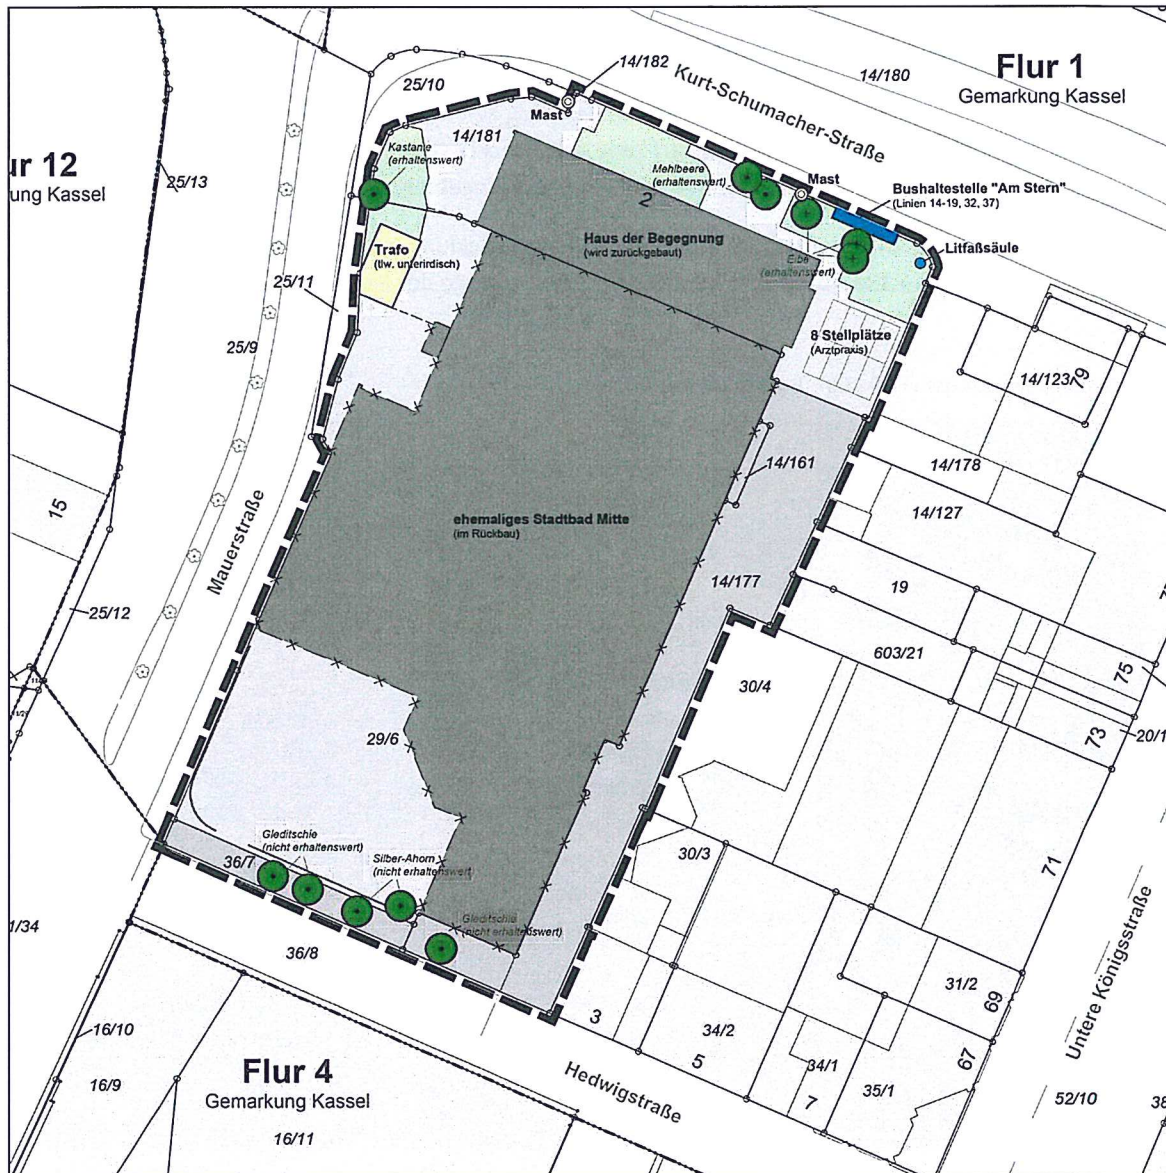 Flur 1
Gemarkung Kassel
14/180
14/182
Kurt-Schumacher-Straße
25/10
Mast
14/181
ur 12
ung Kassel
25/13
Kastanie
(erhaltenswert)
Mehlbeere
(erhaltenswert)
Mast
Bushaltestelle "Am Stern"
(Linien 14-19, 32, 37)
2
Haus der Begegnung
(wird zurückgebaut)
Litfaßsäule
Trafo
(tlw. unterirdisch)
Eibe
(erhaltenswert)
25/11
8 Stellplätze
(Arztpraxis)
25/9
14/123
79
14/161
14/178
15
ehemaliges Stadtbad Mitte
(im Rückbau)
14/127
Mauerstraße
14/177
19
25/12
603/21
75
30/4
29/6
73
20/1
Gleditschie
(nicht erhaltenswert)
Silber-Ahorn
(nicht erhaltenswert
36/7
30/3
71
Gleditschie
(nicht erhaltenswert)
1/34
36/8
31/2
69
Untere Königsstraße
3
34/2
16/10
67
5
34/1
Flur 4
Gemarkung Kassel
16/9
Hedwigstraße
35/1
7
52/10
38
16/11